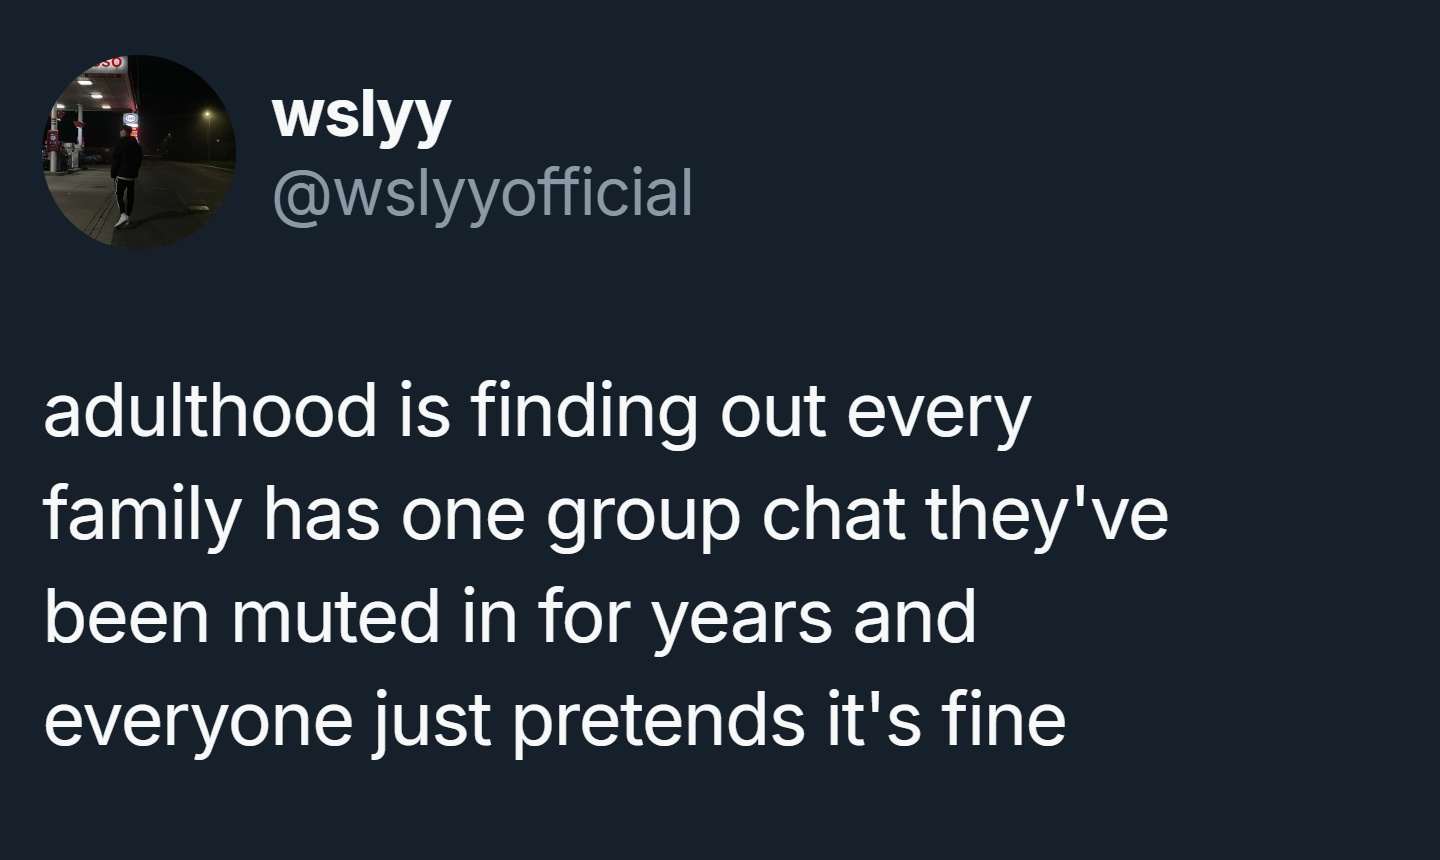 wslyy
@wslyyofficial
adulthood is finding out every
family has one group chat they've
been muted in for years and
everyone just pretends it's fine